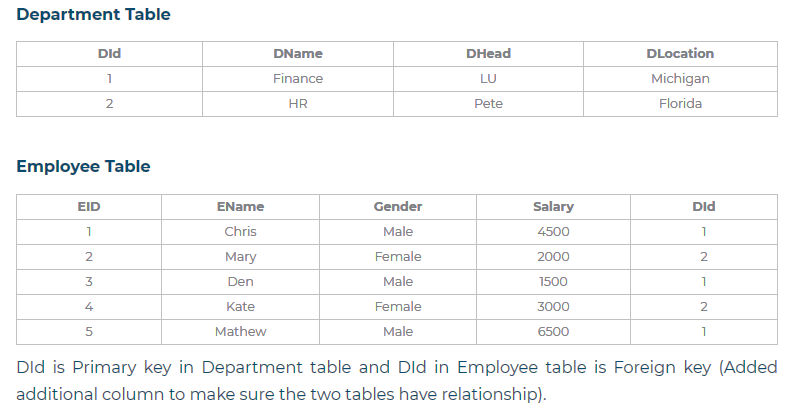 Department Table
DId DName DHead DLocation
1 Finance LU Michigan
2 HR Pete Florida
Employee Table
EID EName Gender Salary DId
1 Chris Male 4500 1
2 Mary Female 2000 2
3 Den Male 1500 1
4 Kate Female 3000 2
5 Mathew Male 6500 1
DId is Primary key in Department table and DId in Employee table is Foreign key (Added
additional column to make sure the two tables have relationship).